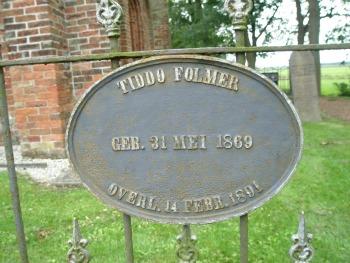 TIDDO FOLMER
GEB. 31 MEI 1869
OVERL. 14 FEBR. 1891